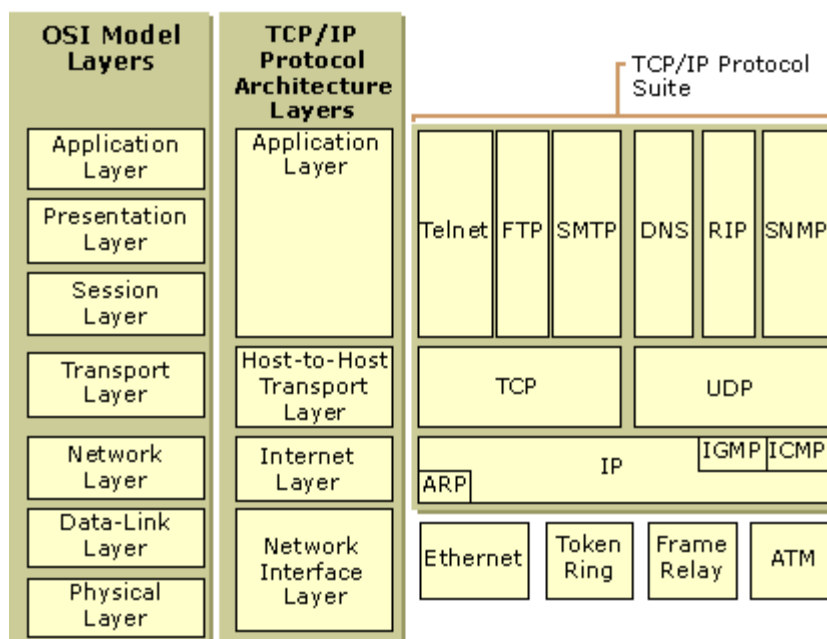 OSI Model
Layers
Application
Layer
Presentation
Layer
Session
Layer
Transport
Layer
Network
Layer
Data-Link
Layer
Physical
Layer
TCP/IP
Protocol
Architecture
Layers
Application
Layer
Host-to-Host
Transport
Layer
Internet
Layer
Network
Interface
Layer
TCP/IP Protocol
Suite
Telnet
FTP
SMTP
DNS
RIP
SNMP
TCP
UDP
IP
IGMP
ICMP
ARP
Ethernet
Token
Ring
Frame
Relay
ATM